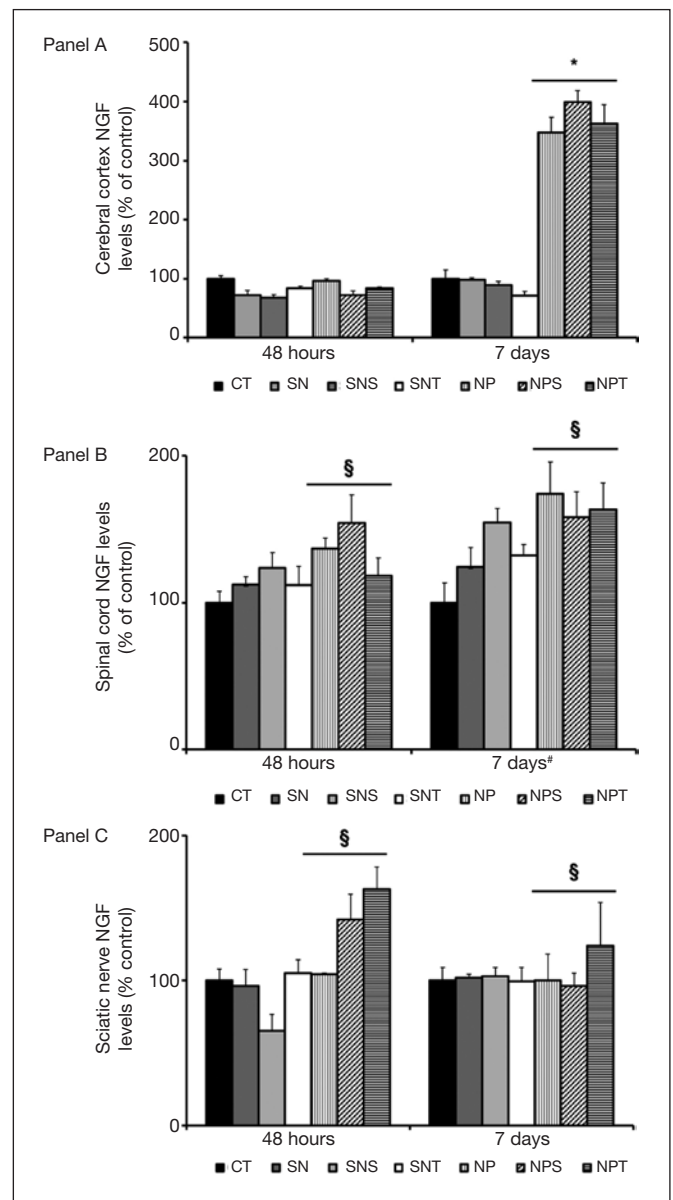 Panel A
Cerebral cortex NGF
levels (% of control)
500
400
300
200
100
0
*
48 hours
7 days
CT SN SNS SNT NP NPS NPT
Panel B
Spinal cord NGF levels
(% of control)
200
100
0
§
§
48 hours
7 days#
CT SN SNS SNT NP NPS NPT
Panel C
Sciatic nerve NGF
levels (% control)
200
100
0
§
§
48 hours
7 days
CT SN SNS SNT NP NPS NPT